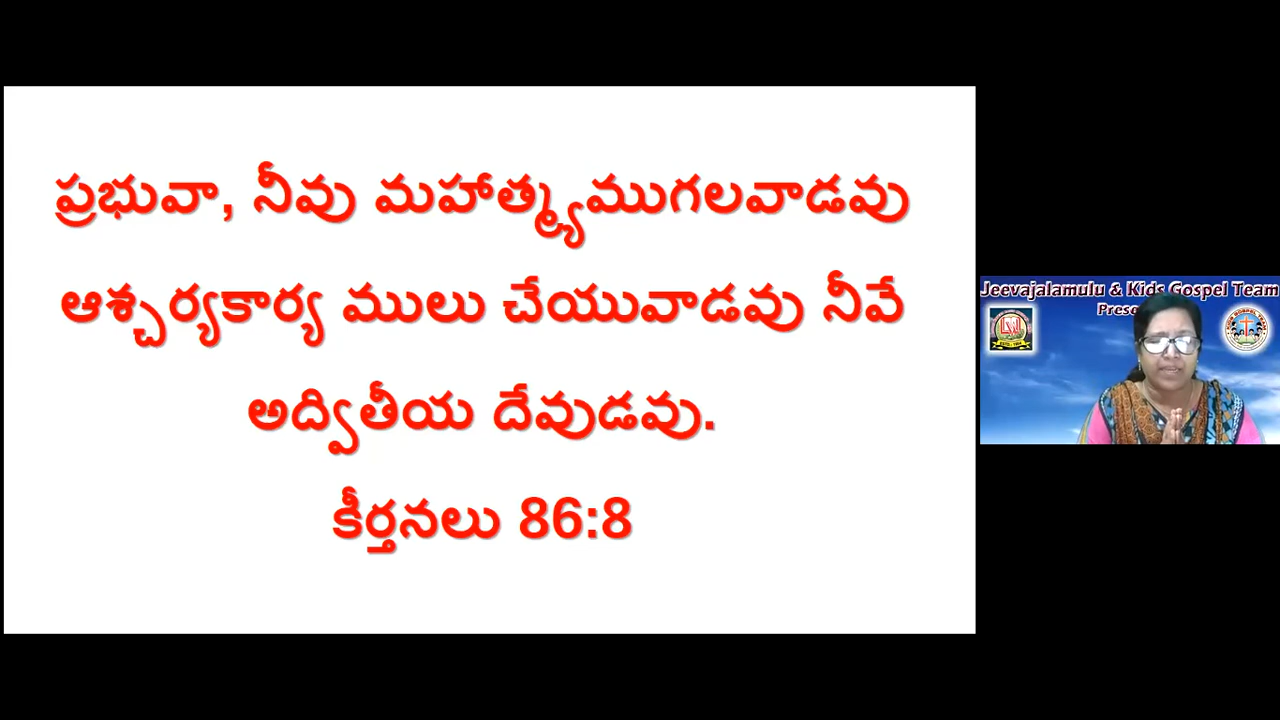 ప్రభువా, నీవు మహాత్మ్యముగలవాడవు
ఆశ్చర్యకార్య ములు చేయువాడవు నీవే
అద్వితీయ దేవుడవు.
కీర్తనలు 86:8
Jeevajalamulu & Kids Gospel Team